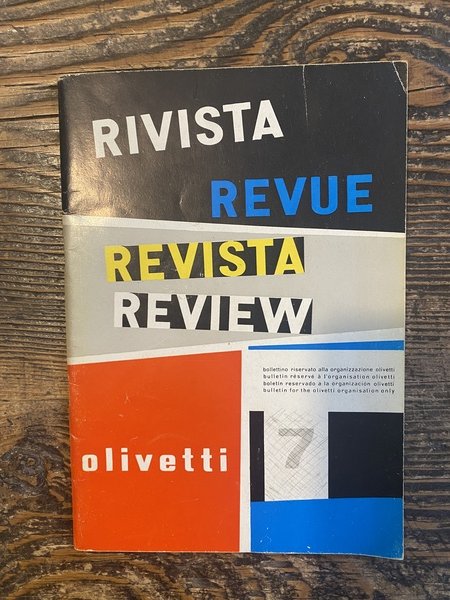 RIVISTA
REVUE
REVISTA
REVIEW
bollettino riservato alla organizzazione olivetti
bulletin réservé à l'organisation olivetti
boletin reservado a la organización olivetti
bulletin for the olivetti organisation only
7
olivetti